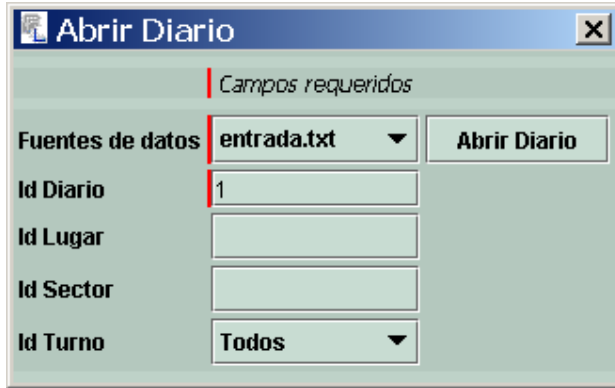 Abrir Diario
Campos requeridos
Fuentes de datos entrada.txt Abrir Diario
Id Diario 1
Id Lugar
Id Sector
Id Turno Todos